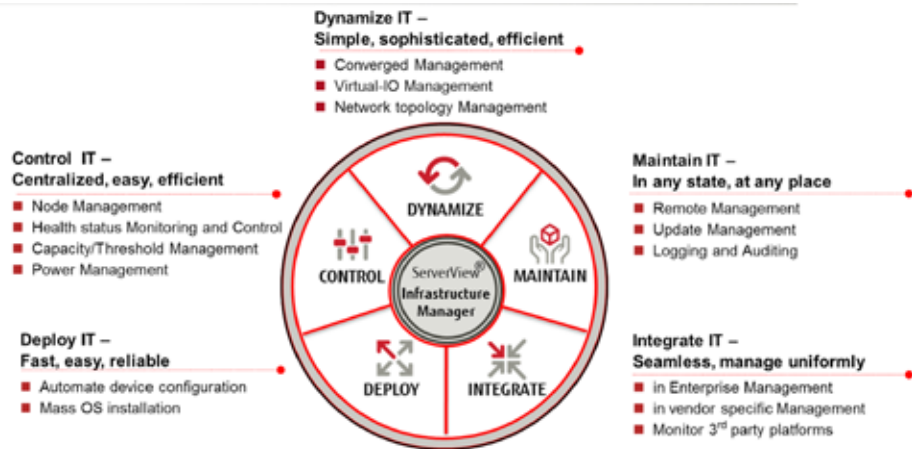 Dynamize IT –
Simple, sophisticated, efficient
Converged Management
Virtual-IO Management
Network topology Management
Control IT –
Centralized, easy, efficient
Node Management
Health status Monitoring and Control
Capacity/Threshold Management
Power Management
Maintain IT –
In any state, at any place
Remote Management
Update Management
Logging and Auditing
DYNAMIZE
CONTROL
MAINTAIN
ServerView®
Infrastructure
Manager
DEPLOY
INTEGRATE
Deploy IT –
Fast, easy, reliable
Automate device configuration
Mass OS installation
Integrate IT –
Seamless, manage uniformly
in Enterprise Management
in vendor specific Management
Monitor 3rd party platforms